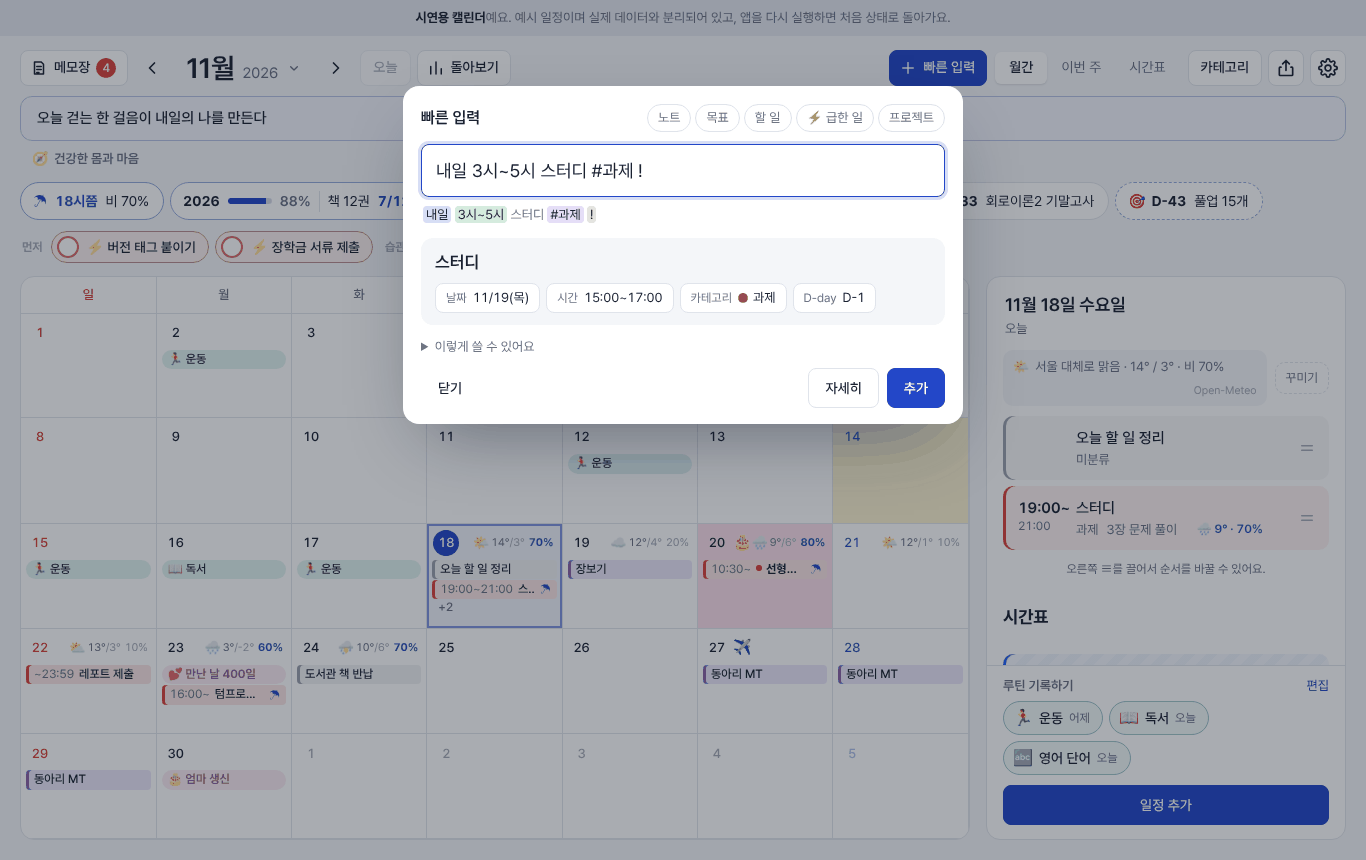 시연용 캘린더예요. 예시 일정이며 실제 데이터와 분리되어 있고, 앱을 다시 실행하면 처음 상태로 돌아가요.
메모장 4 11월 2026 오늘 돌아보기 빠른 입력 월간 이번 주 시간표 카테고리
오늘 걷는 한 걸음이 내일의 나를 만든다
건강한 몸과 마음
18시쯤 비 70% 2026 88% 책 12권 회로이론2 기말고사 D-43 풀업 15개
먼저 버전 태그 붙이기 장학금 서류 제출
빠른 입력 노트 목표 할 일 ⚡ 급한 일 프로젝트
내일 3시~5시 스터디 #과제 !
내일 3시~5시 스터디 #과제 !
스터디
날짜 11/19(목) 시간 15:00~17:00 카테고리 과제 D-day D-1
▶ 이렇게 쓸 수 있어요
닫기 자세히 추가
일 월 화
1 2 3
운동
8 9 10 11 12 13 14
운동
15 16 17 18 14°/3° 70% 19 12°/4° 20% 20 9°/6° 80% 21 12°/1° 10%
운동 독서 운동 오늘 할 일 정리 장보기 10:30~ 선형...
19:00~21:00 스..
+2
22 13°/3° 10% 23 3°/-2° 60% 24 10°/6° 70% 25 26 27 28
~23:59 레포트 제출 만난 날 400일 도서관 책 반납 동아리 MT 동아리 MT
16:00~ 텀프로...
29 30 1 2 3 4 5
동아리 MT 엄마 생신
11월 18일 수요일
오늘
서울 대체로 맑음 · 14° / 3° · 비 70%
Open-Meteo
꾸미기
오늘 할 일 정리
미분류
19:00~ 스터디
21:00 과제 3장 문제 풀이 9° · 70%
오른쪽 ≡를 끌어서 순서를 바꿀 수 있어요.
시간표
루틴 기록하기 편집
운동 어제 독서 오늘
abc 영어 단어 오늘
일정 추가